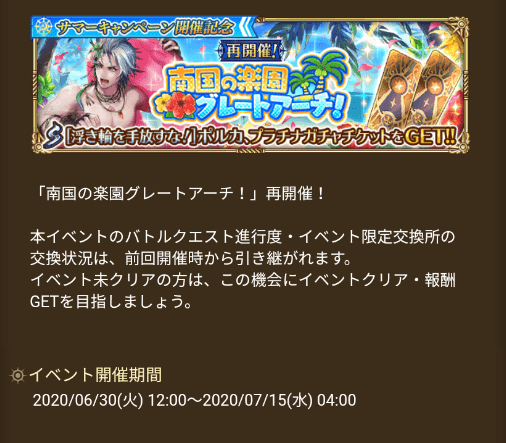 サマーキャンペーン開催記念
再開催！
南国の楽園
グレートアーチ！
S[浮き輪を手放すな！]ポルカ、プラチナガチャチケットをGET!!
「南国の楽園グレートアーチ！」再開催！
本イベントのバトルクエスト進行度・イベント限定交換所の
交換状況は、前回開催時から引き継がれます。
イベント未クリアの方は、この機会にイベントクリア・報酬
GETを目指しましょう。
イベント開催期間
2020/06/30(火) 12:00～2020/07/15(水) 04:00